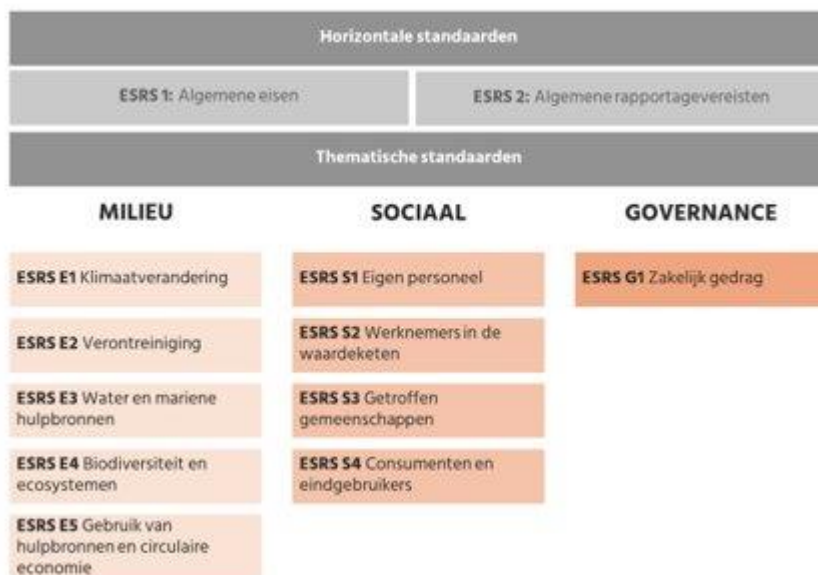 Horizontale standaarden
ESRS 1: Algemene eisen
ESRS 2: Algemene rapportagevereisten
Thematische standaarden
MILIEU
SOCIAAL
GOVERNANCE
ESRS E1 Klimaatverandering
ESRS E2 Verontreiniging
ESRS E3 Water en mariene
hulpbronnen
ESRS E4 Biodiversiteit en
ecosystemen
ESRS E5 Gebruik van
hulpbronnen en circulaire
economie
ESRS S1 Eigen personeel
ESRS S2 Werknemers in de
waardeketen
ESRS S3 Getroffen
gemeenschappen
ESRS S4 Consumenten en
eindgebruikers
ESRS G1 Zakelijk gedrag